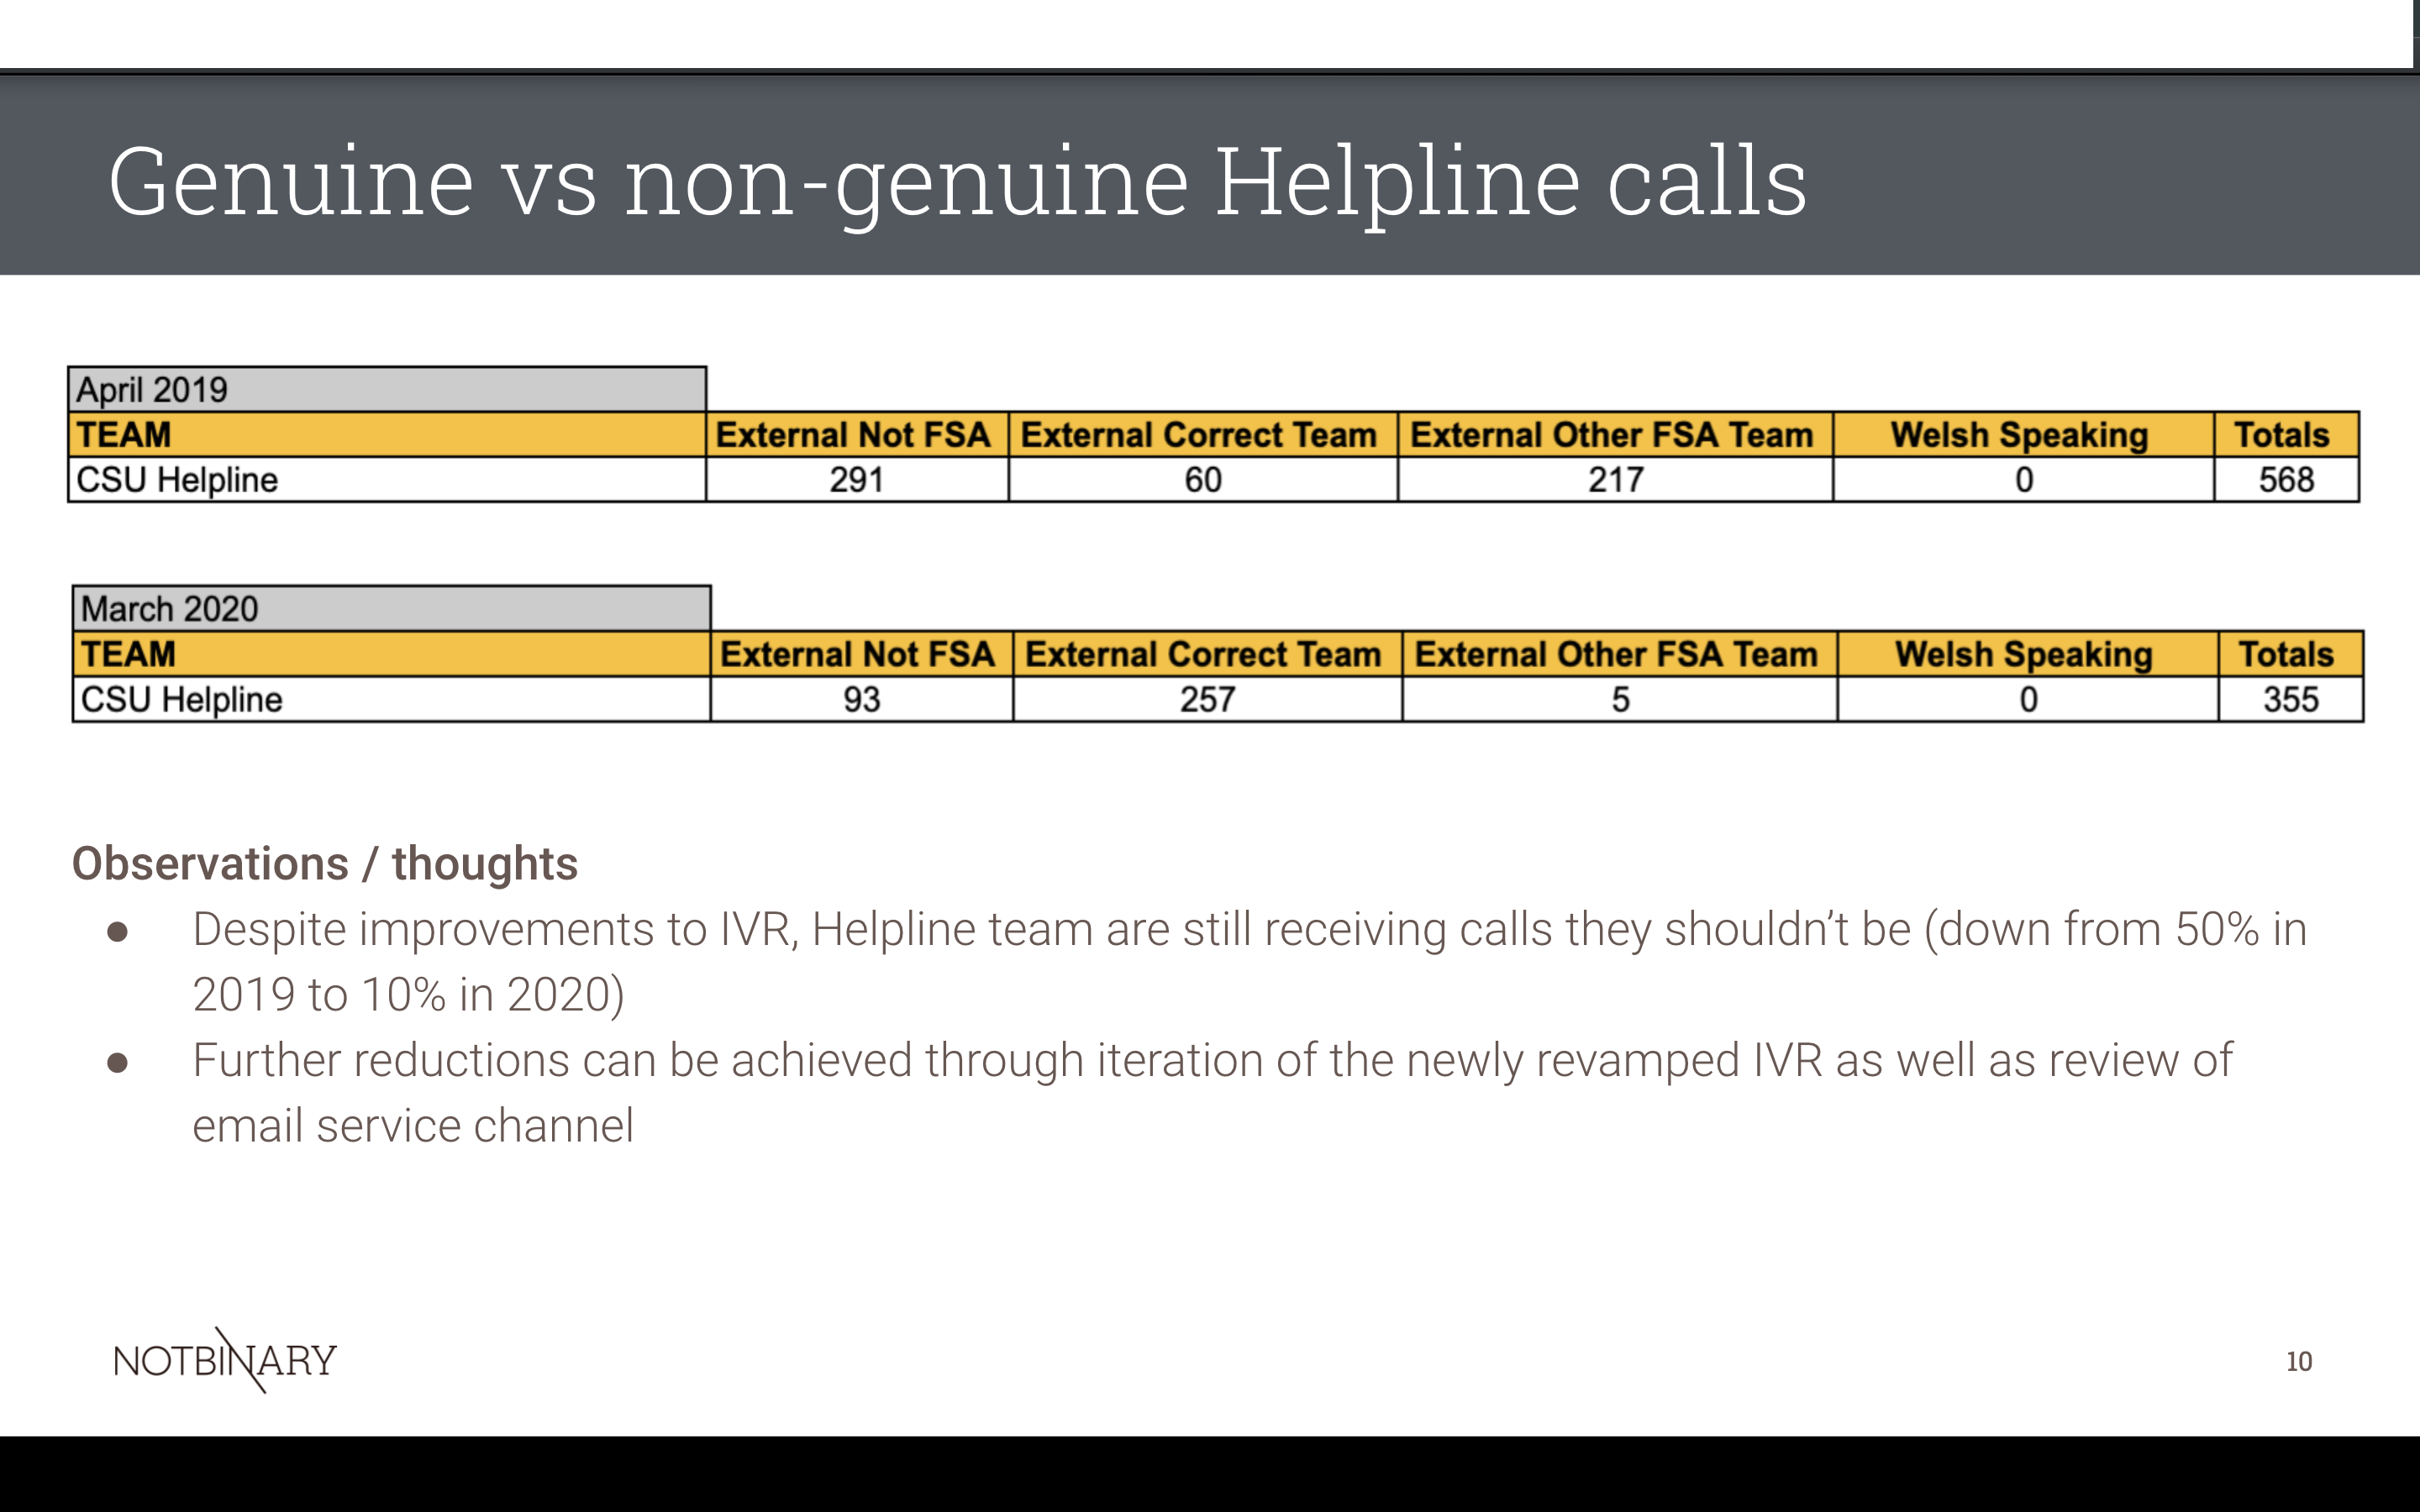 Genuine vs non-genuine Helpline calls
April 2019
TEAM External Not FSA External Correct Team External Other FSA Team Welsh Speaking Totals
CSU Helpline 291 60 217 0 568
March 2020
TEAM External Not FSA External Correct Team External Other FSA Team Welsh Speaking Totals
CSU Helpline 93 257 5 0 355
Observations / thoughts
● Despite improvements to IVR, Helpline team are still receiving calls they shouldn’t be (down from 50% in
2019 to 10% in 2020)
● Further reductions can be achieved through iteration of the newly revamped IVR as well as review of
email service channel
NOTBINARY
10